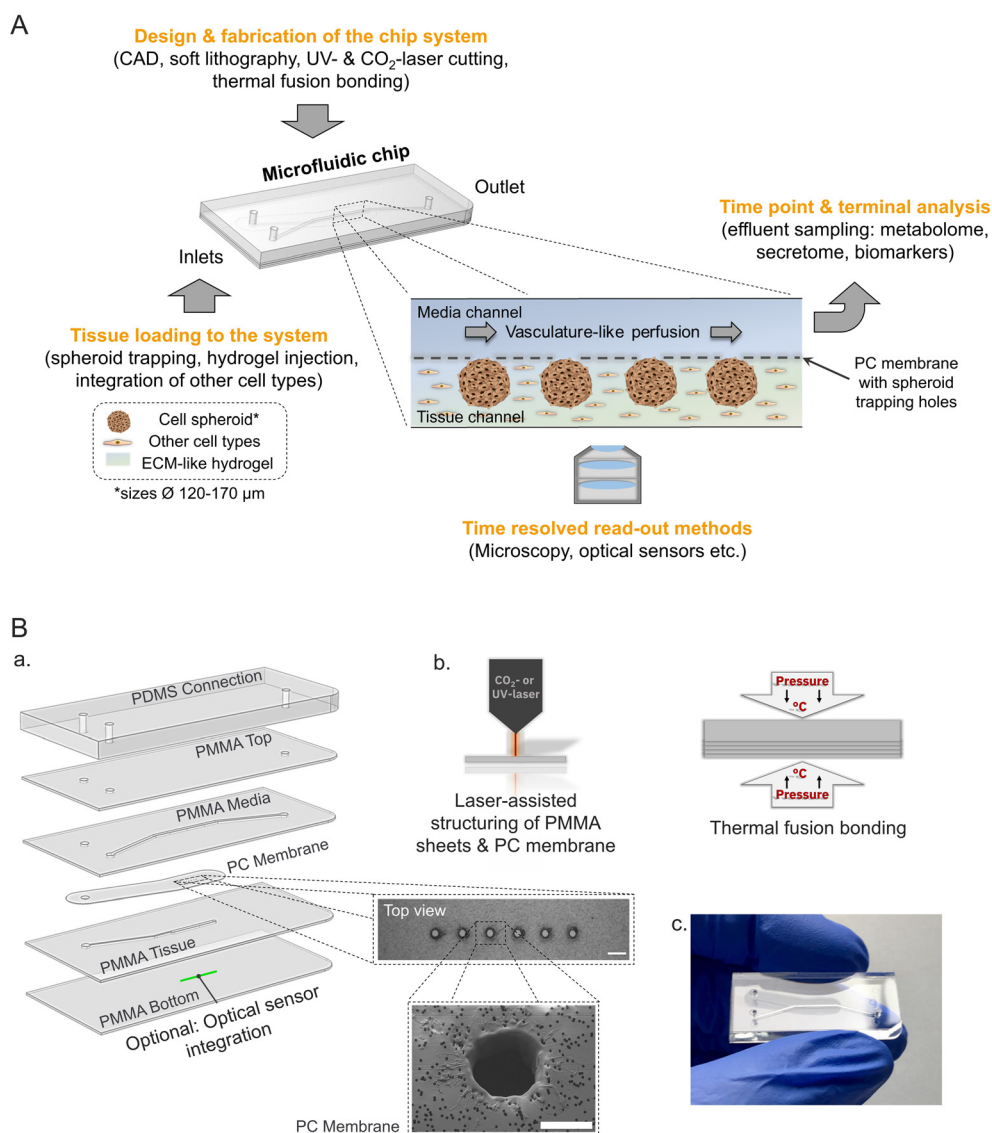 A
Design & fabrication of the chip system
(CAD, soft lithography, UV- & CO₂-laser cutting,
thermal fusion bonding)
Microfluidic chip
Outlet
Inlets
Time point & terminal analysis
(effluent sampling: metabolome,
secretome, biomarkers)
Tissue loading to the system
(spheroid trapping, hydrogel injection,
integration of other cell types)
Cell spheroid*
Other cell types
ECM-like hydrogel
*sizes Ø 120-170 µm
Media channel
Vasculature-like perfusion
Tissue channel
PC membrane
with spheroid
trapping holes
Time resolved read-out methods
(Microscopy, optical sensors etc.)
B
a.
PDMS Connection
PMMA Top
PMMA Media
PC Membrane
PMMA Tissue
PMMA Bottom
Optional: Optical sensor
integration
b.
CO₂- or
UV-laser
Laser-assisted
structuring of PMMA
sheets & PC membrane
Pressure
°C
°C
Pressure
Thermal fusion bonding
Top view
PC Membrane
c.